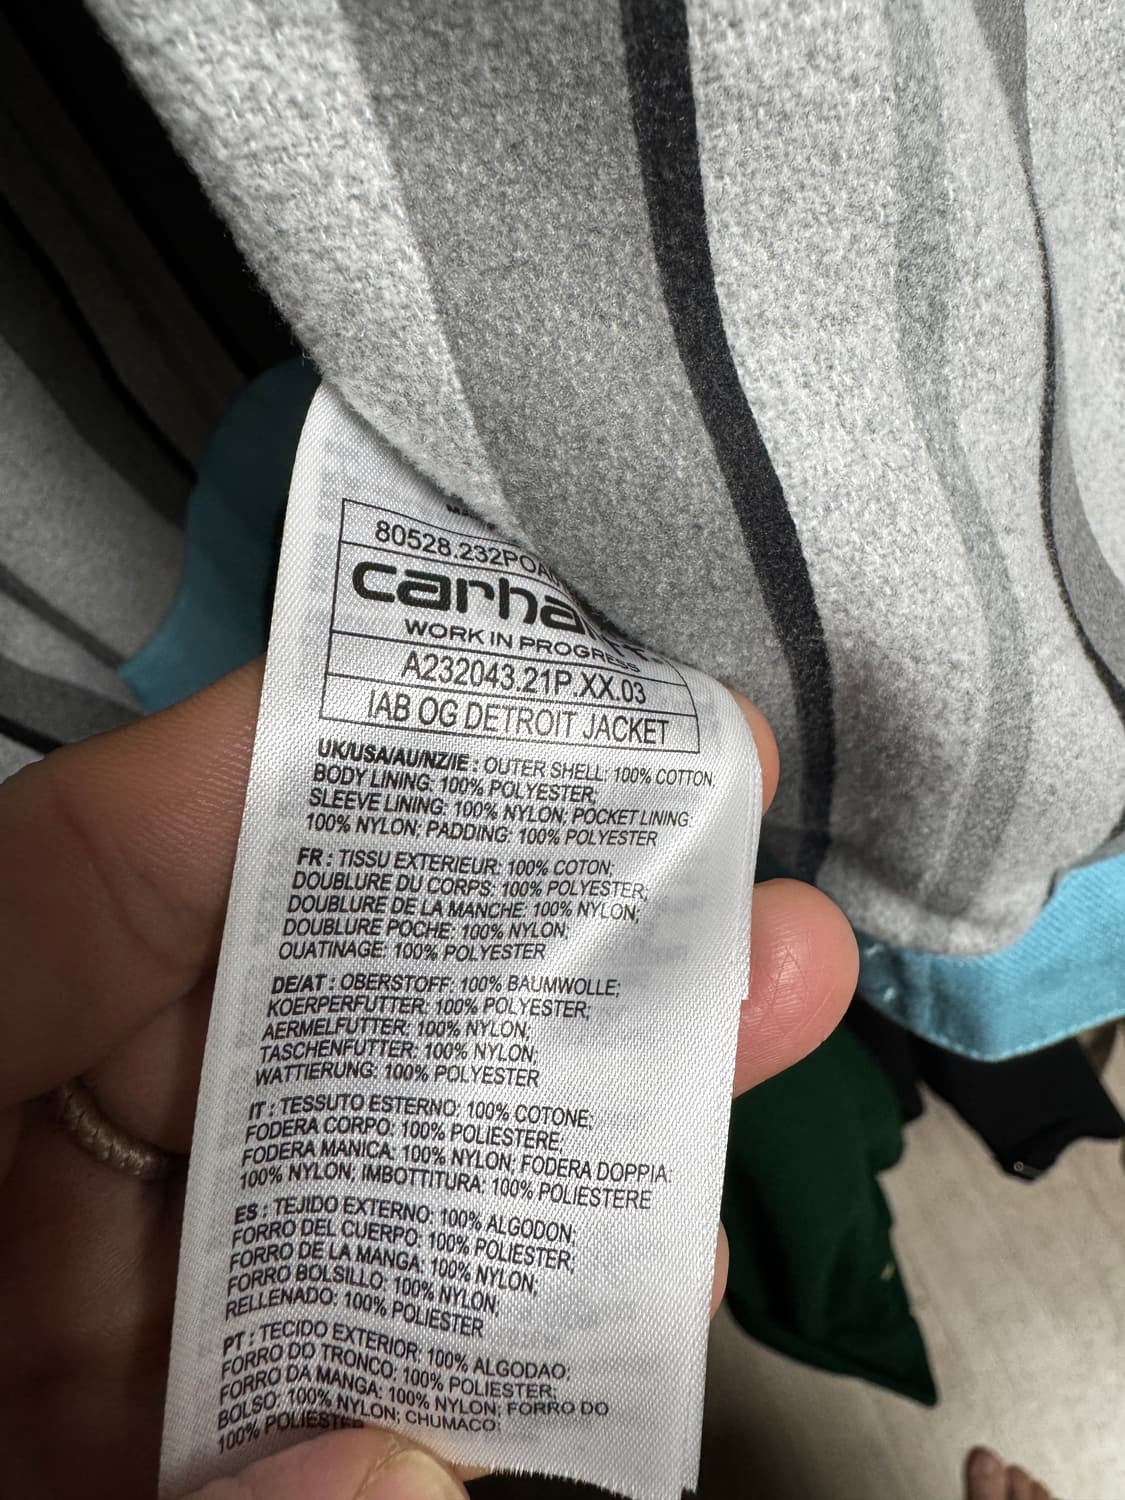 80528.232POA
carha
WORK IN PROGRESS
A232043.21P.XX.03
IAB OG DETROIT JACKET
UK/USA/AU/NZ/IE : OUTER SHELL: 100% COTTON;
BODY LINING: 100% POLYESTER;
SLEEVE LINING: 100% NYLON; POCKET LINING:
100% NYLON; PADDING: 100% POLYESTER
FR : TISSU EXTERIEUR: 100% COTON;
DOUBLURE DU CORPS: 100% POLYESTER;
DOUBLURE DE LA MANCHE: 100% NYLON;
DOUBLURE POCHE: 100% NYLON;
OUATINAGE: 100% POLYESTER
DE/AT : OBERSTOFF: 100% BAUMWOLLE;
KOERPERFUTTER: 100% POLYESTER;
AERMELFUTTER: 100% NYLON;
TASCHENFUTTER: 100% NYLON;
WATTIERUNG: 100% POLYESTER
IT : TESSUTO ESTERNO: 100% COTONE;
FODERA CORPO: 100% POLIESTERE;
FODERA MANICA: 100% NYLON; FODERA DOPPIA:
100% NYLON; IMBOTTITURA: 100% POLIESTERE
ES : TEJIDO EXTERNO: 100% ALGODON;
FORRO DEL CUERPO: 100% POLIESTER;
FORRO DE LA MANGA: 100% NYLON;
FORRO BOLSILLO: 100% NYLON;
RELLENADO: 100% POLIESTER
PT : TECIDO EXTERIOR: 100% ALGODAO;
FORRO DO TRONCO: 100% POLIESTER;
FORRO DA MANGA: 100% NYLON; FORRO DO
BOLSO: 100% NYLON; CHUMACO:
100% POLIESTER